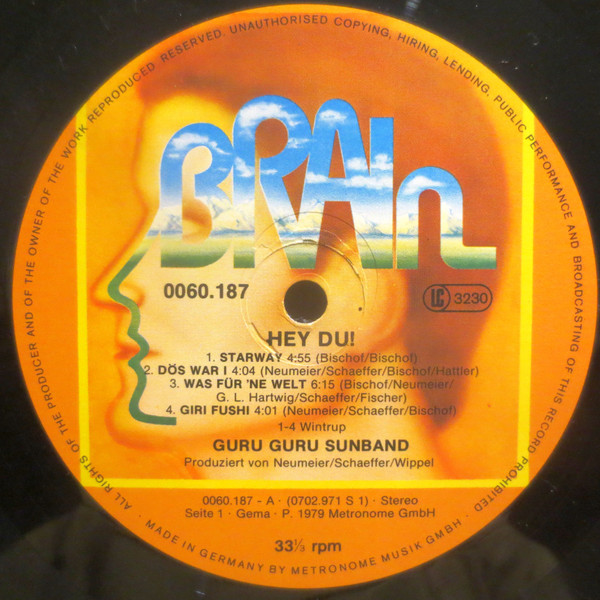 ALL RIGHTS OF THE PRODUCER AND OF THE OWNER OF THE WORK REPRODUCED RESERVED. UNAUTHORISED COPYING, HIRING, LENDING, PUBLIC PERFORMANCE AND BROADCASTING OF THIS RECORD PROHIBITED
BRAIn
0060.187
LC 3230
HEY DU!
1. STARWAY 4:55 (Bischof/Bischof)
2. DÖS WAR I 4:04 (Neumeier/Schaeffer/Bischof/Hattler)
3. WAS FÜR 'NE WELT 6:15 (Bischof/Neumeier/
G. L. Hartwig/Schaeffer/Fischer)
4. GIRI FUSHI 4:01 (Neumeier/Schaeffer/Bischof)
1-4 Wintrup
GURU GURU SUNBAND
Produziert von Neumeier/Schaeffer/Wippel
0060.187 - A · (0702.971 S 1) · Stereo
Seite 1 · Gema · P. 1979 Metronome GmbH
33⅓ rpm
· MADE IN GERMANY BY METRONOME MUSIK GMBH ·